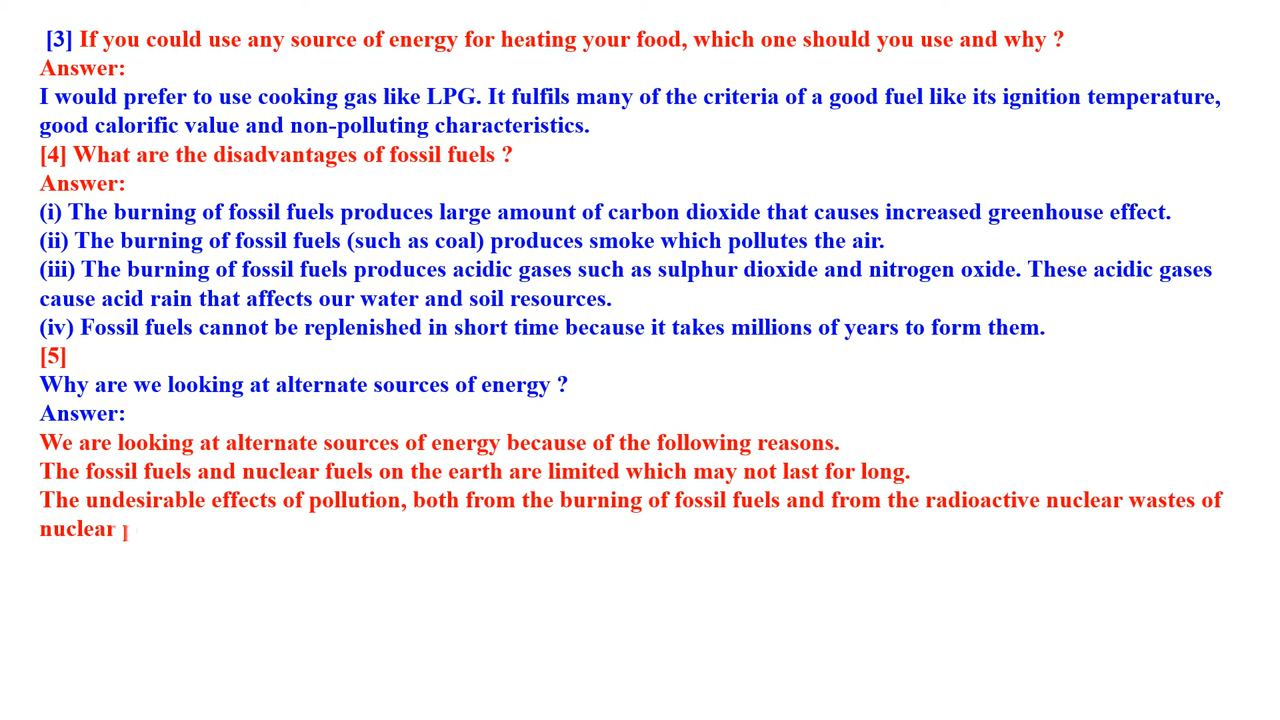 [3] If you could use any source of energy for heating your food, which one should you use and why ?
Answer:
I would prefer to use cooking gas like LPG. It fulfils many of the criteria of a good fuel like its ignition temperature,
good calorific value and non-polluting characteristics.
[4] What are the disadvantages of fossil fuels ?
Answer:
(i) The burning of fossil fuels produces large amount of carbon dioxide that causes increased greenhouse effect.
(ii) The burning of fossil fuels (such as coal) produces smoke which pollutes the air.
(iii) The burning of fossil fuels produces acidic gases such as sulphur dioxide and nitrogen oxide. These acidic gases
cause acid rain that affects our water and soil resources.
(iv) Fossil fuels cannot be replenished in short time because it takes millions of years to form them.
[5]
Why are we looking at alternate sources of energy ?
Answer:
We are looking at alternate sources of energy because of the following reasons.
The fossil fuels and nuclear fuels on the earth are limited which may not last for long.
The undesirable effects of pollution, both from the burning of fossil fuels and from the radioactive nuclear wastes of
nuclear